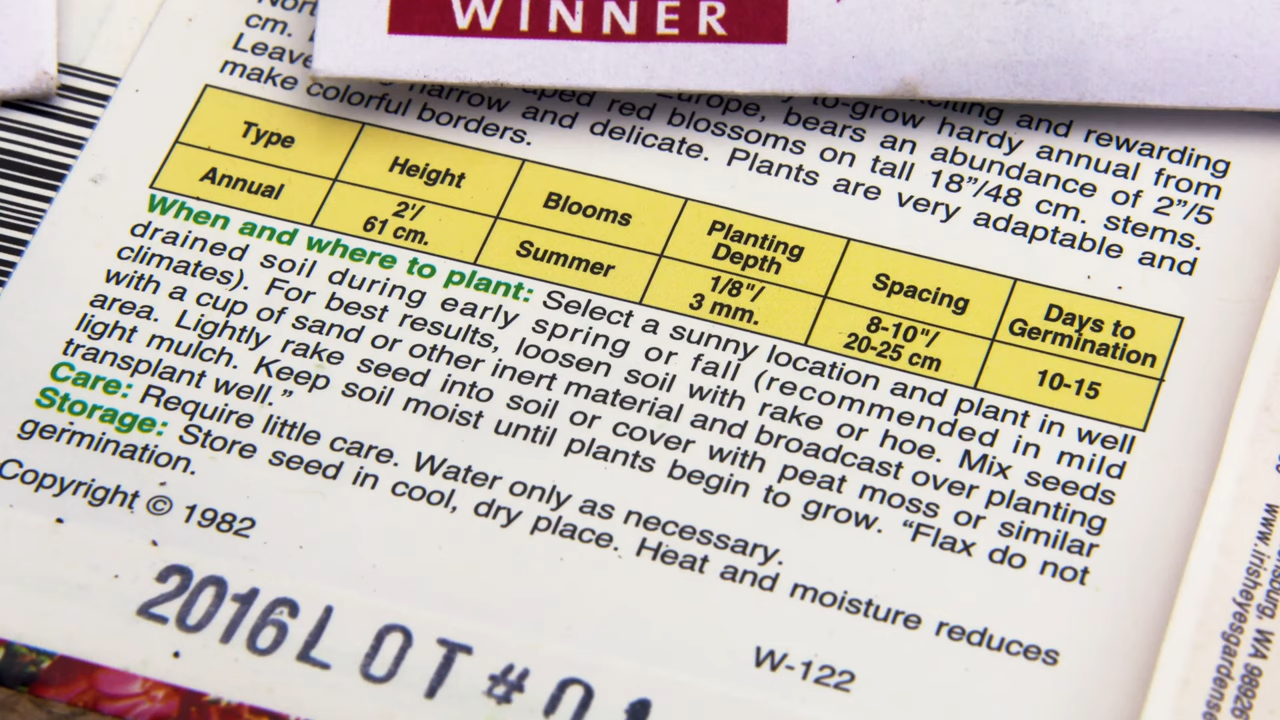 WINNER
cm.
Leave
make colorful borders.
narrow and delicate. Plants are very adaptable and
red blossoms on tall 18”/48 cm. stems.
Europe, bears an abundance of 2”/5
to-grow hardy annual from
and rewarding
Type Height Blooms Planting Depth Spacing Days to Germination
Annual 2'/ 61 cm. Summer 1/8"/ 3 mm. 8-10"/ 20-25 cm 10-15
When and where to plant: Select a sunny location and plant in well
drained soil during early spring or fall (recommended in mild
climates). For best results, loosen soil with rake or hoe. Mix seeds
with a cup of sand or other inert material and broadcast over planting
area. Lightly rake seed into soil or cover with peat moss or similar
light mulch. Keep soil moist until plants begin to grow. “Flax do not
transplant well.”
Care: Require little care. Water only as necessary.
Storage: Store seed in cool, dry place. Heat and moisture reduces
germination.
Copyright © 1982
W-122
2016LOT#01
WA 98926
www.irisheyesgardens